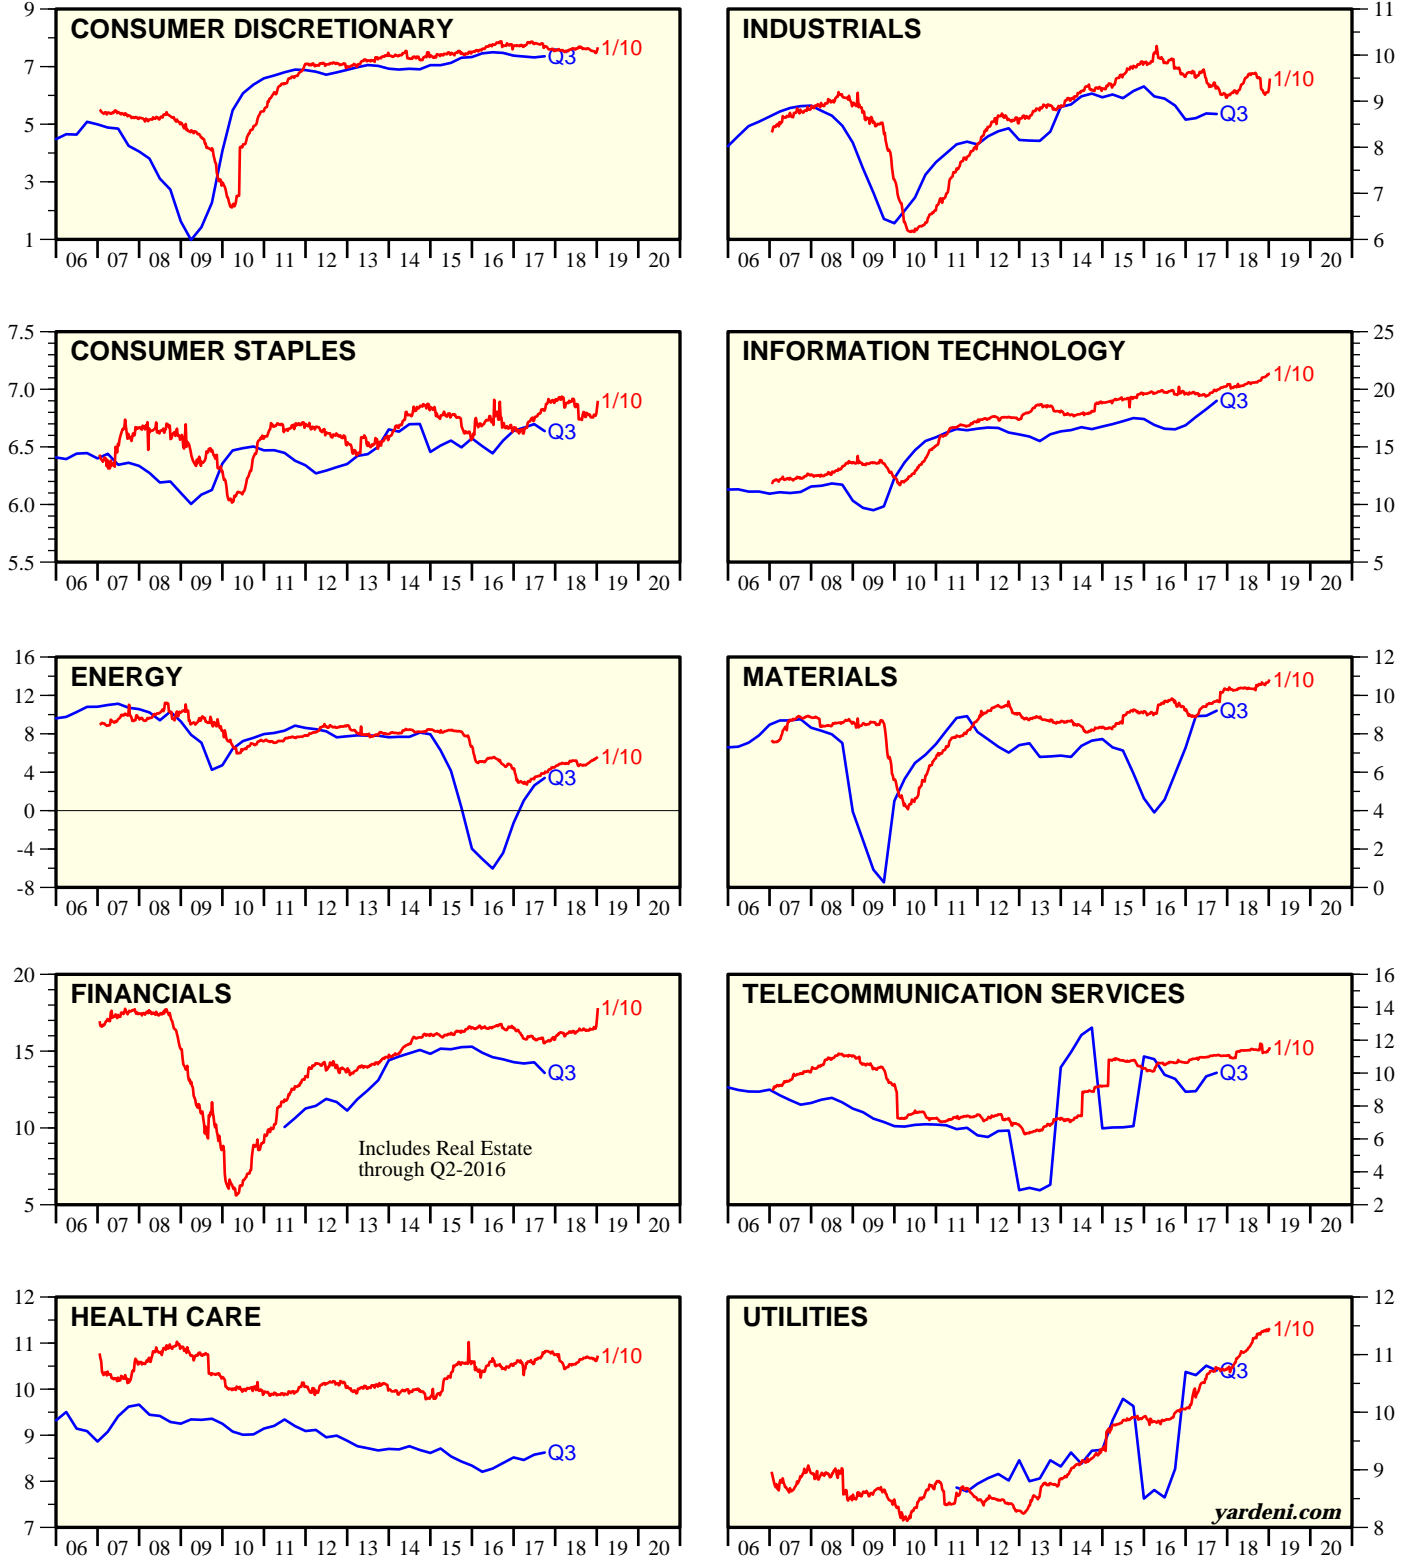 CONSUMER DISCRETIONARY
9
7
5
3
1
1/10
Q3
06 07 08 09 10 11 12 13 14 15 16 17 18 19 20
INDUSTRIALS
11
10
9
8
7
6
1/10
Q3
06 07 08 09 10 11 12 13 14 15 16 17 18 19 20
CONSUMER STAPLES
7.5
7.0
6.5
6.0
5.5
1/10
Q3
06 07 08 09 10 11 12 13 14 15 16 17 18 19 20
INFORMATION TECHNOLOGY
25
20
15
10
5
1/10
Q3
06 07 08 09 10 11 12 13 14 15 16 17 18 19 20
ENERGY
16
12
8
4
0
-4
-8
1/10
Q3
06 07 08 09 10 11 12 13 14 15 16 17 18 19 20
MATERIALS
12
10
8
6
4
2
0
1/10
Q3
06 07 08 09 10 11 12 13 14 15 16 17 18 19 20
FINANCIALS
20
15
10
5
1/10
Q3
Includes Real Estate
through Q2-2016
06 07 08 09 10 11 12 13 14 15 16 17 18 19 20
TELECOMMUNICATION SERVICES
16
14
12
10
8
6
4
2
1/10
Q3
06 07 08 09 10 11 12 13 14 15 16 17 18 19 20
HEALTH CARE
12
11
10
9
8
7
1/10
Q3
06 07 08 09 10 11 12 13 14 15 16 17 18 19 20
UTILITIES
12
11
10
9
8
1/10
Q3
yardeni.com
06 07 08 09 10 11 12 13 14 15 16 17 18 19 20